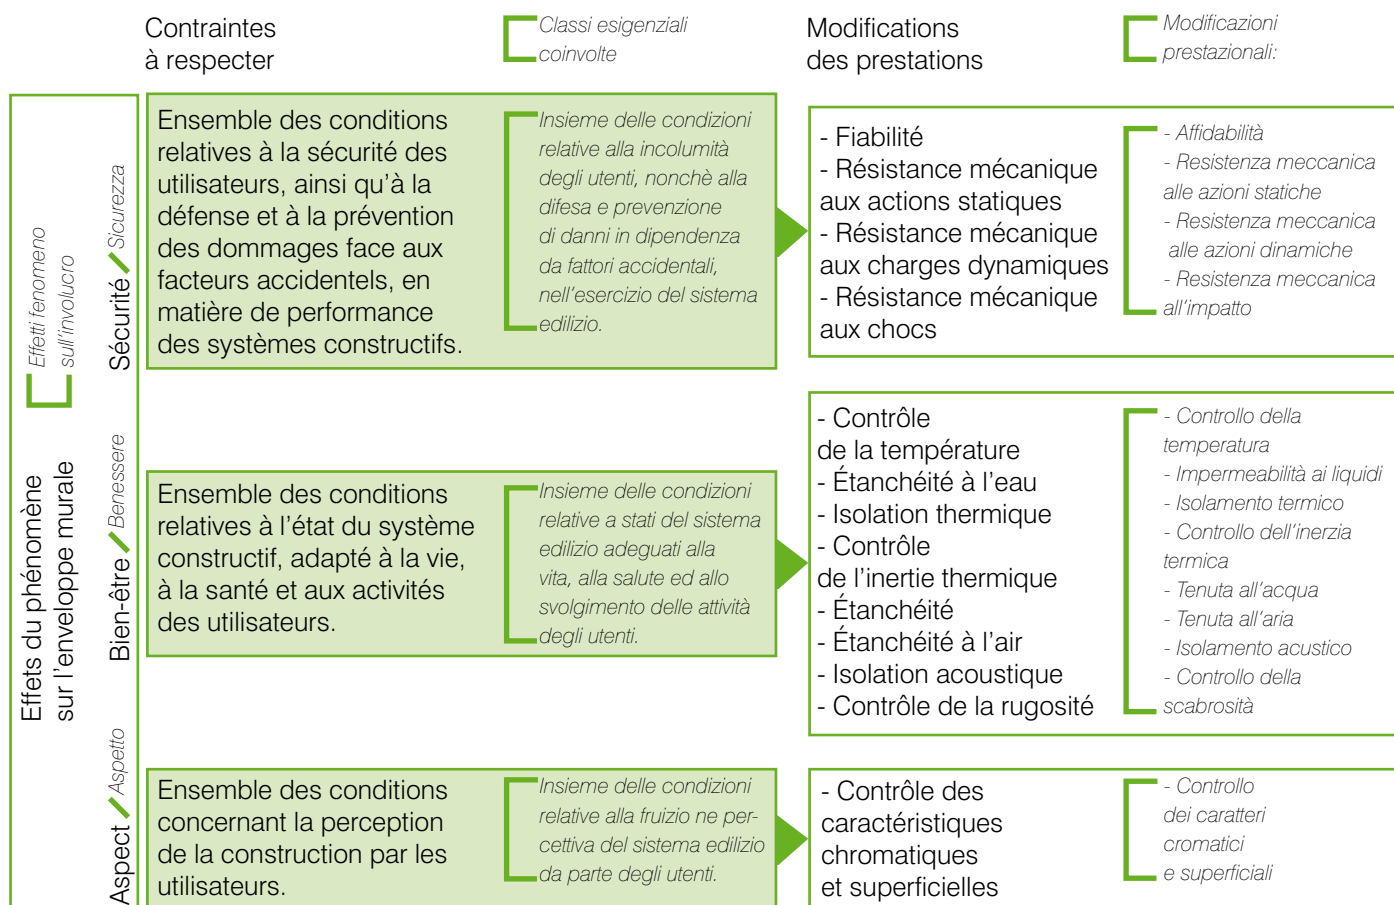 Contraintes
à respecter
Classi esigenziali
coinvolte
Modifications
des prestations
Modificazioni
prestazionali:
Effets du phénomène
sur l’enveloppe murale
Effetti fenomeno
sull’involucro
Sécurité / Sicurezza
Ensemble des conditions
relatives à la sécurité des
utilisateurs, ainsi qu’à la
défense et à la prévention
des dommages face aux
facteurs accidentels, en
matière de performance
des systèmes constructifs.
Insieme delle condizioni
relative alla incolumità
degli utenti, nonchè alla
difesa e prevenzione
di danni in dipendenza
da fattori accidentali,
nell’esercizio del sistema
edilizio.
- Fiabilité
- Résistance mécanique
aux actions statiques
- Résistance mécanique
aux charges dynamiques
- Résistance mécanique
aux chocs
- Affidabilità
- Resistenza meccanica
alle azioni statiche
- Resistenza meccanica
alle azioni dinamiche
- Resistenza meccanica
all’impatto
Bien-être / Benessere
Ensemble des conditions
relatives à l’état du système
constructif, adapté à la vie,
à la santé et aux activités
des utilisateurs.
Insieme delle condizioni
relative a stati del sistema
edilizio adeguati alla
vita, alla salute ed allo
svolgimento delle attività
degli utenti.
- Contrôle
de la température
- Étanchéité à l’eau
- Isolation thermique
- Contrôle
de l’inertie thermique
- Étanchéité
- Étanchéité à l’air
- Isolation acoustique
- Contrôle de la rugosité
- Controllo della
temperatura
- Impermeabilità ai liquidi
- Isolamento termico
- Controllo dell’inerzia
termica
- Tenuta all’acqua
- Tenuta all’aria
- Isolamento acustico
- Controllo della
scabrosità
Aspect / Aspetto
Ensemble des conditions
concernant la perception
de la construction par les
utilisateurs.
Insieme delle condizioni
relative alla fruizio ne per-
cettiva del sistema edilizio
da parte degli utenti.
- Contrôle des
caractéristiques
chromatiques
et superficielles
- Controllo
dei caratteri
cromatici
e superficiali